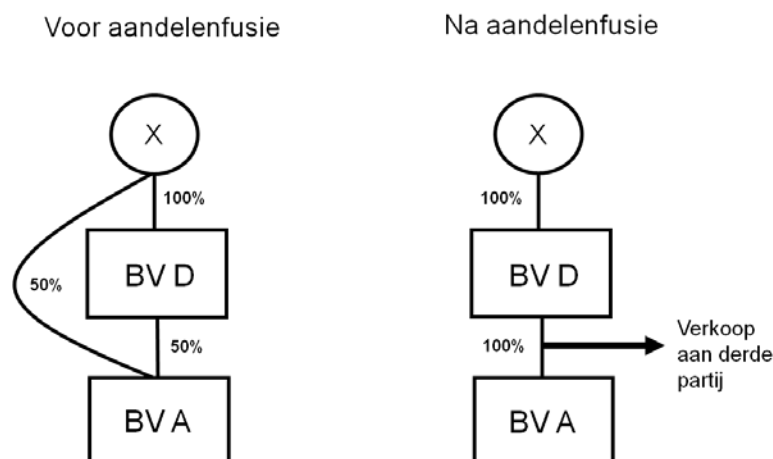 Voor aandelenfusie
X
100%
BV D
50%
50%
BV A
Na aandelenfusie
X
100%
BV D
100%
Verkoop
aan derde
partij
BV A